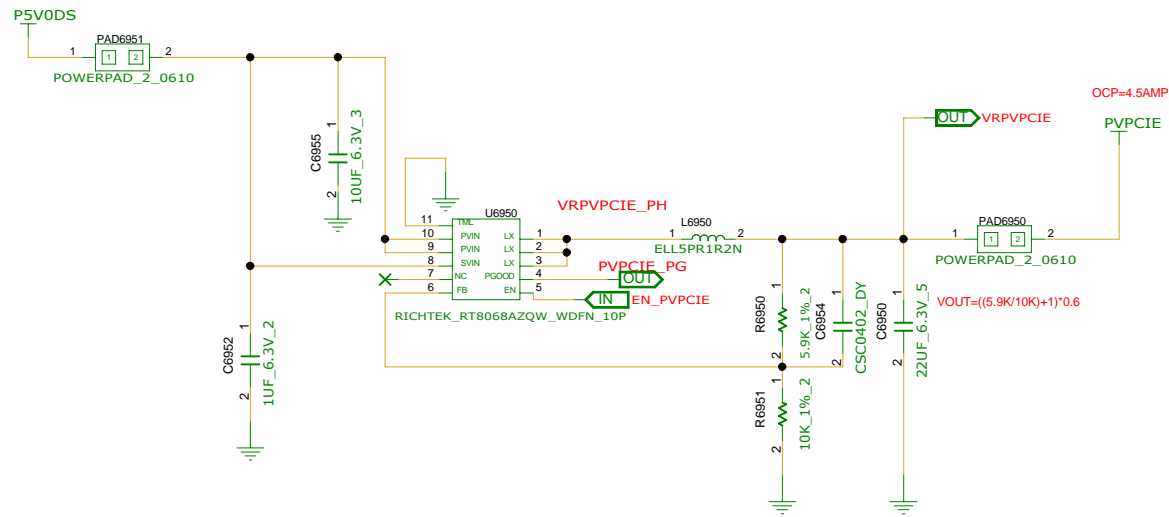 P5V0DS
PAD6951
1 1 2 2
POWERPAD_2_0610
OCP=4.5AMP
OUT VRPVPCIE
PVPCIE
1
C6955
10UF_6.3V_3
2
U6950
VRPVPCIE_PH
11 TML
10 PVIN LX 1
9 PVIN LX 2
8 SVIN LX 3
7 NC PGOOD 4
6 FB EN 5
RICHTEK_RT8068AZQW_WDFN_10P
L6950
1 2
ELL5PR1R2N
PVPCIE_PG
OUT
IN EN_PVPCIE
PAD6950
1 1 2 2
POWERPAD_2_0610
1
R6950
5.9K_1%_2
2
1
C6954
CSC0402_DY
2
1
C6950
22UF_6.3V_5
2
VOUT=((5.9K/10K)+1)*0.6
1
C6952
1UF_6.3V_2
2
1
R6951
10K_1%_2
2